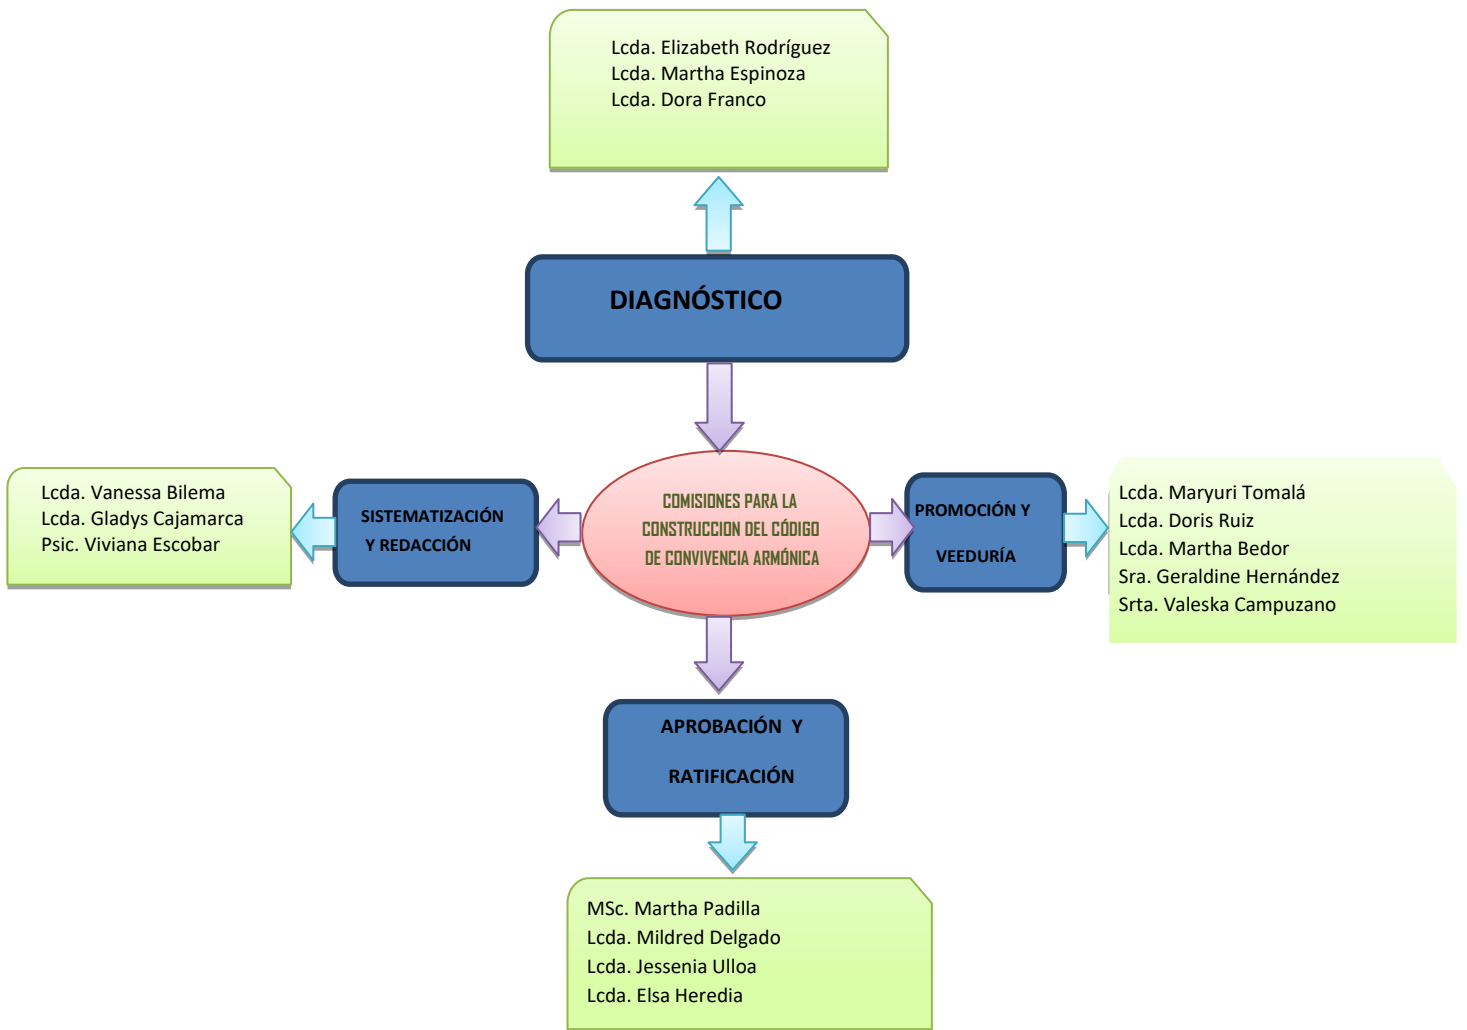 Lcda. Elizabeth Rodríguez
Lcda. Martha Espinoza
Lcda. Dora Franco
DIAGNÓSTICO
Lcda. Vanessa Bilema
Lcda. Gladys Cajamarca
Psic. Viviana Escobar
SISTEMATIZACIÓN
Y REDACCIÓN
COMISIONES PARA LA
CONSTRUCCION DEL CÓDIGO
DE CONVIVENCIA ARMÓNICA
PROMOCIÓN Y
VEEDURÍA
Lcda. Maryuri Tomalá
Lcda. Doris Ruiz
Lcda. Martha Bedor
Sra. Geraldine Hernández
Srta. Valeska Campuzano
APROBACIÓN Y
RATIFICACIÓN
MSc. Martha Padilla
Lcda. Mildred Delgado
Lcda. Jessenia Ulloa
Lcda. Elsa Heredia